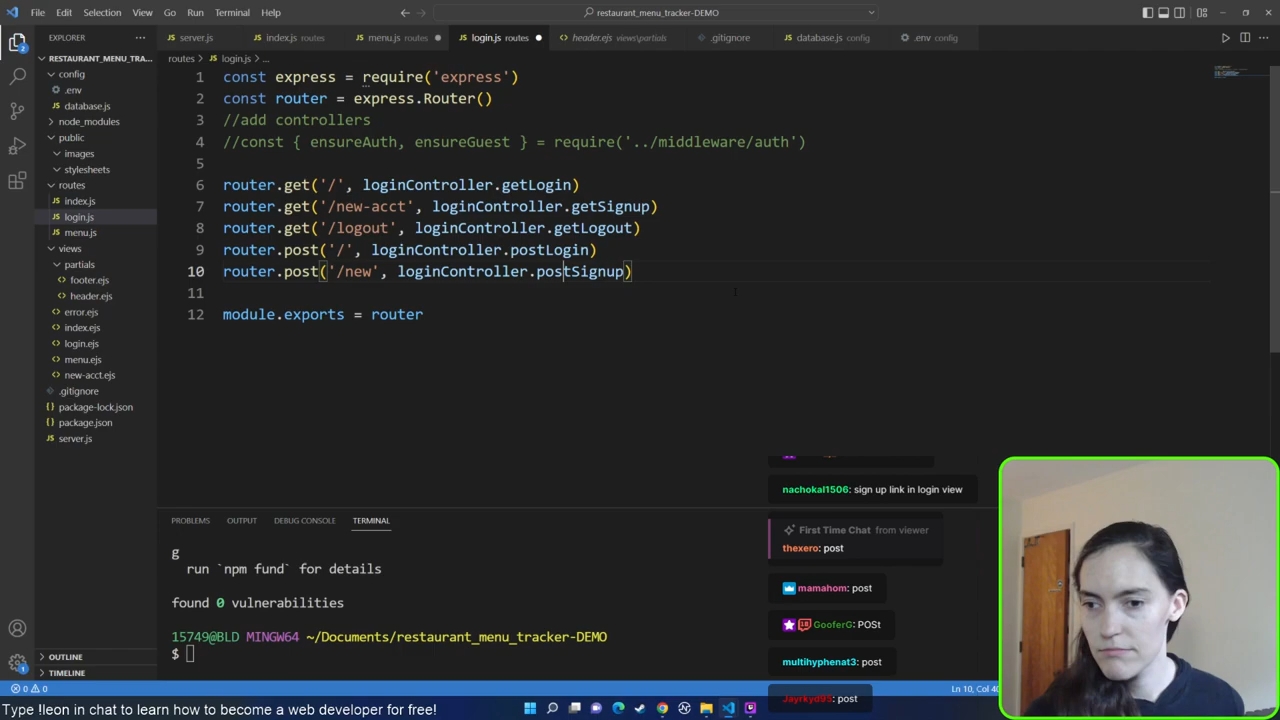 File Edit Selection View Go Run Terminal Help
restaurant_menu_tracker-DEMO
EXPLORER
server.js
index.js routes
menu.js routes
login.js routes
header.ejs views\partials
.gitignore
database.js config
.env config
RESTAURANT_MENU_TRA...
config
.env
database.js
node_modules
public
images
stylesheets
routes
index.js
login.js
menu.js
views
partials
footer.ejs
header.ejs
error.ejs
index.ejs
login.ejs
menu.ejs
new-acct.ejs
.gitignore
package-lock.json
package.json
server.js
OUTLINE
TIMELINE
routes > login.js > ...
1 const express = require('express')
2 const router = express.Router()
3 //add controllers
4 //const { ensureAuth, ensureGuest } = require('../middleware/auth')
5
6 router.get('/', loginController.getLogin)
7 router.get('/new-acct', loginController.getSignup)
8 router.get('/logout', loginController.getLogout)
9 router.post('/', loginController.postLogin)
10 router.post('/new', loginController.postSignup)
11
12 module.exports = router
PROBLEMS OUTPUT DEBUG CONSOLE TERMINAL
g
run `npm fund` for details
found 0 vulnerabilities
15749@BLD MINGW64 ~/Documents/restaurant_menu_tracker-DEMO
$
nachokal1506: sign up link in login view
First Time Chat from viewer
thexero: post
mamahom: post
GooferG: POSt
multihyphenat3: post
Jayrkyd95: post
0 0
Ln 10, Col 40
Type !leon in chat to learn how to become a web developer for free!